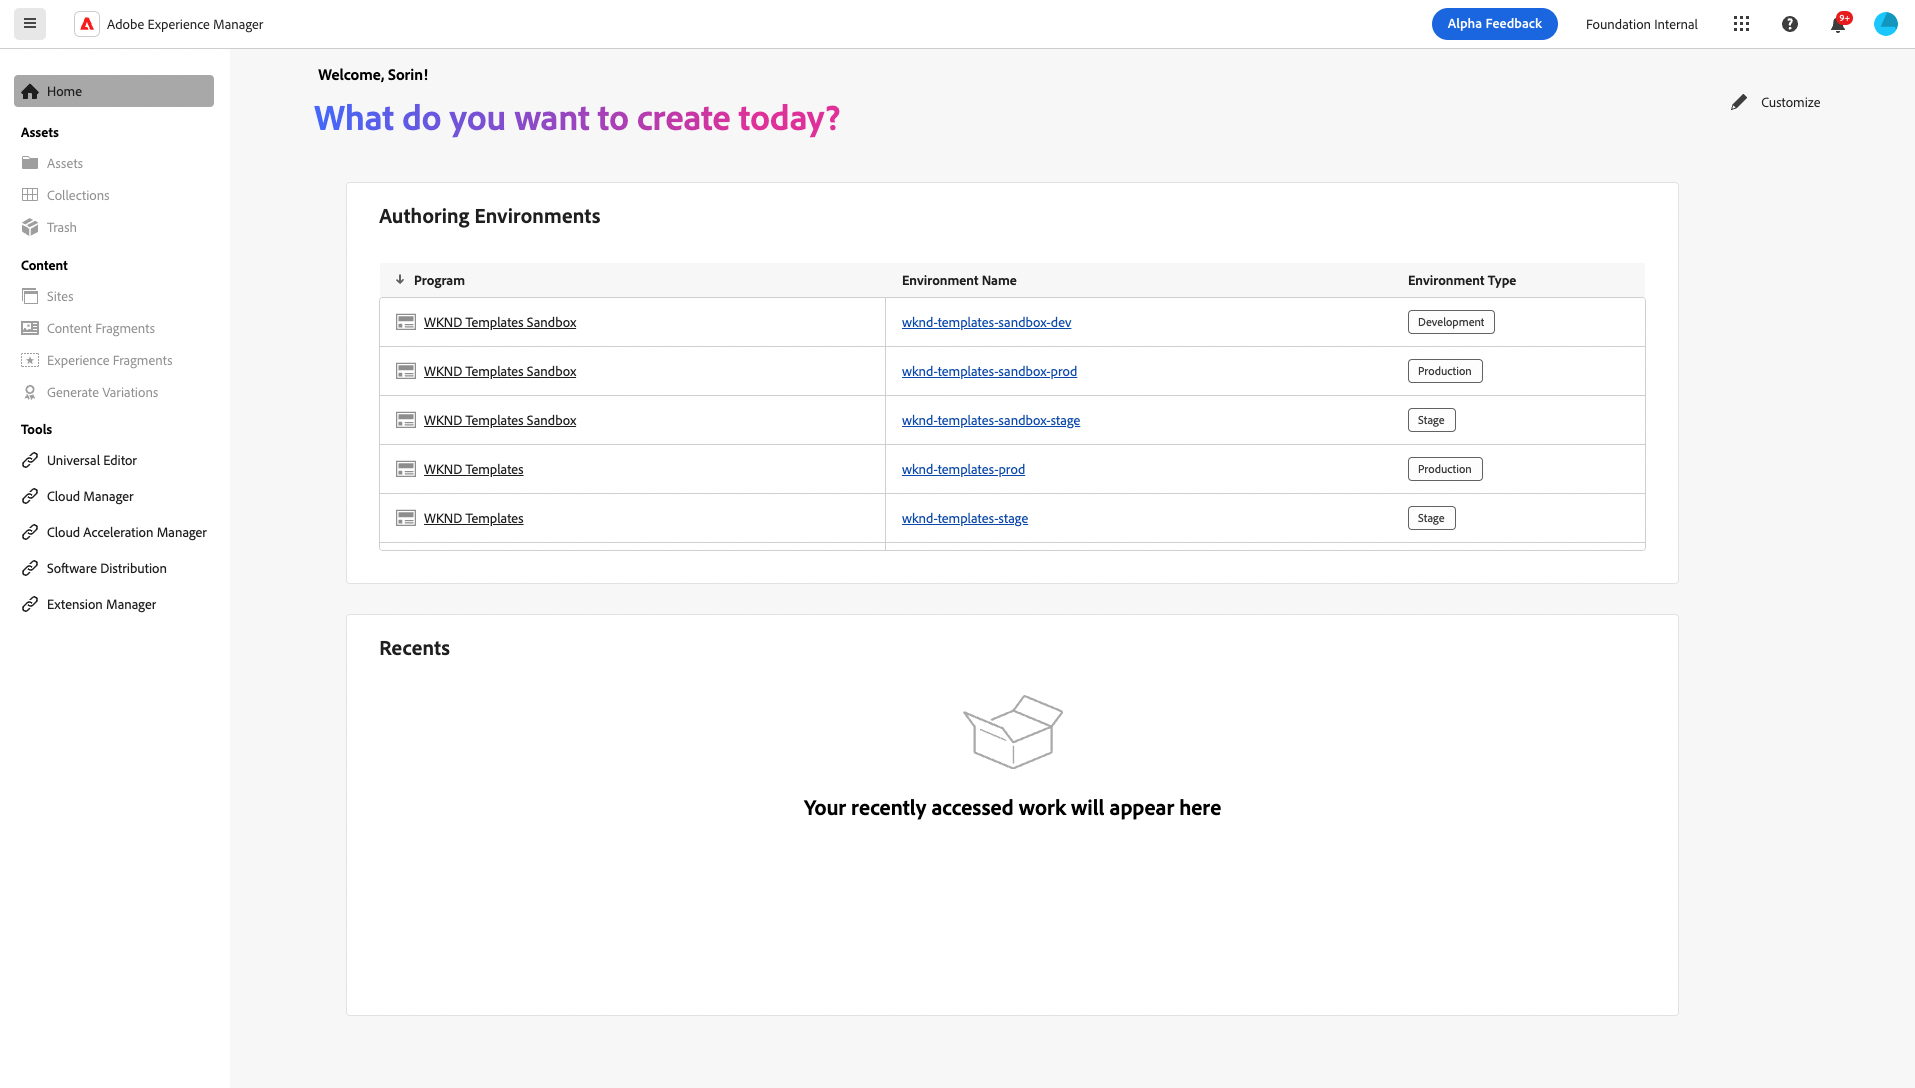 Adobe Experience Manager
Alpha Feedback
Foundation Internal
9+
Home
Assets
Assets
Collections
Trash
Content
Sites
Content Fragments
Experience Fragments
Generate Variations
Tools
Universal Editor
Cloud Manager
Cloud Acceleration Manager
Software Distribution
Extension Manager
Welcome, Sorin!
What do you want to create today?
Customize
Authoring Environments
Program Environment Name Environment Type
WKND Templates Sandbox wknd-templates-sandbox-dev Development
WKND Templates Sandbox wknd-templates-sandbox-prod Production
WKND Templates Sandbox wknd-templates-sandbox-stage Stage
WKND Templates wknd-templates-prod Production
WKND Templates wknd-templates-stage Stage
Recents
Your recently accessed work will appear here